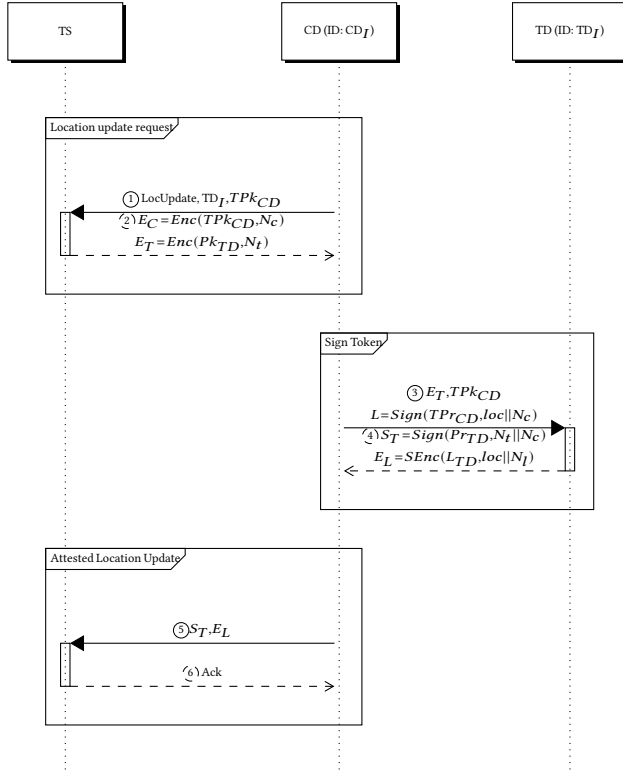 TS
CD (ID: CD_I)
TD (ID: TD_I)
Location update request
① LocUpdate, TD_I,TPk_CD
② E_C=Enc(TPk_CD,N_c)
E_T=Enc(Pk_TD,N_t)
Sign Token
③ E_T,TPk_CD
L=Sign(TPr_CD,loc||N_c)
④ S_T=Sign(Pr_TD,N_t||N_c)
E_L=SEnc(L_TD,loc||N_l)
Attested Location Update
⑤ S_T,E_L
⑥ Ack